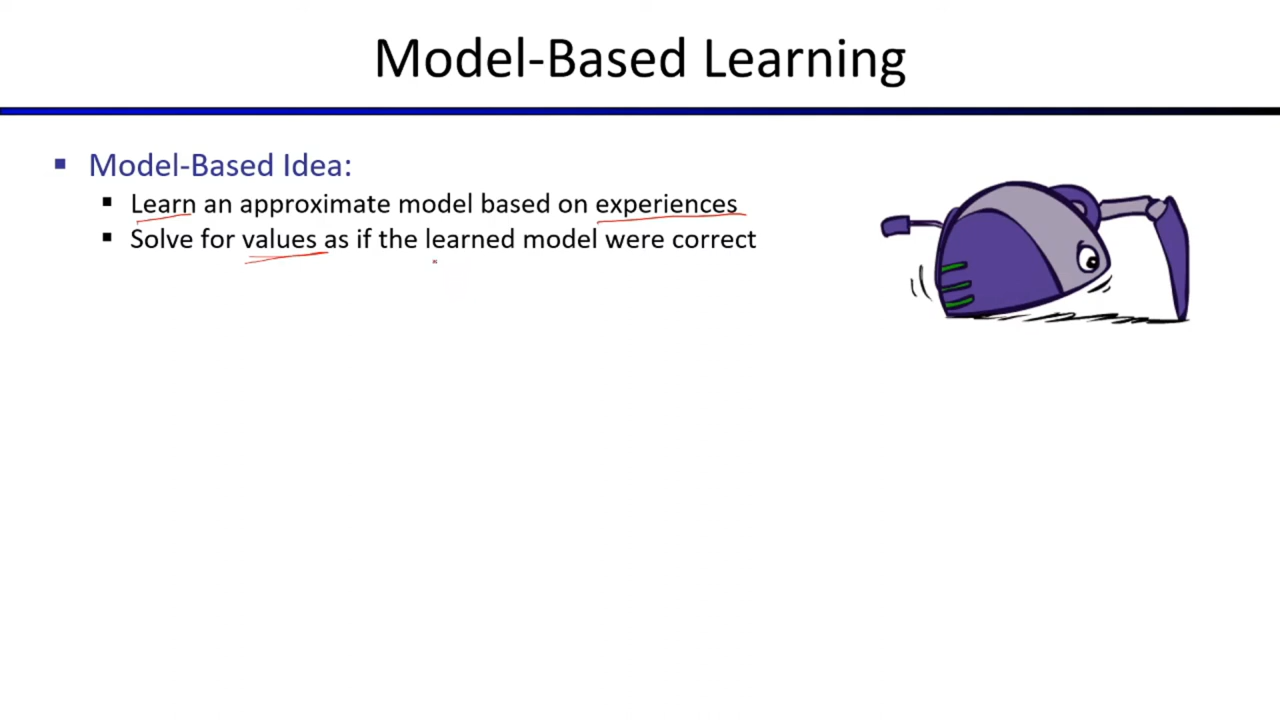 Model-Based Learning
▪ Model-Based Idea:
▪ Learn an approximate model based on experiences
▪ Solve for values as if the learned model were correct